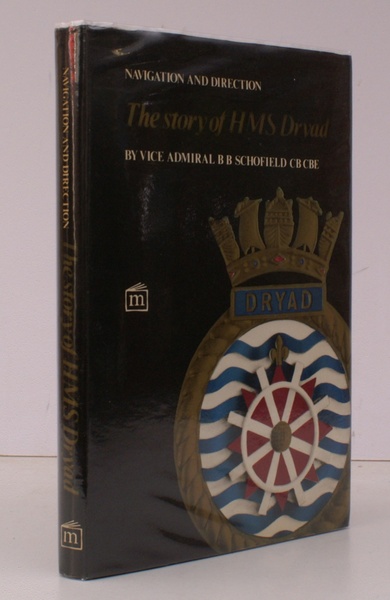 NAVIGATION AND DIRECTION
The story of HMS Dryad
BY VICE ADMIRAL B B SCHOFIELD CB CBE
DRYAD
m
NAVIGATION AND DIRECTION
The story of HMS Dryad
m